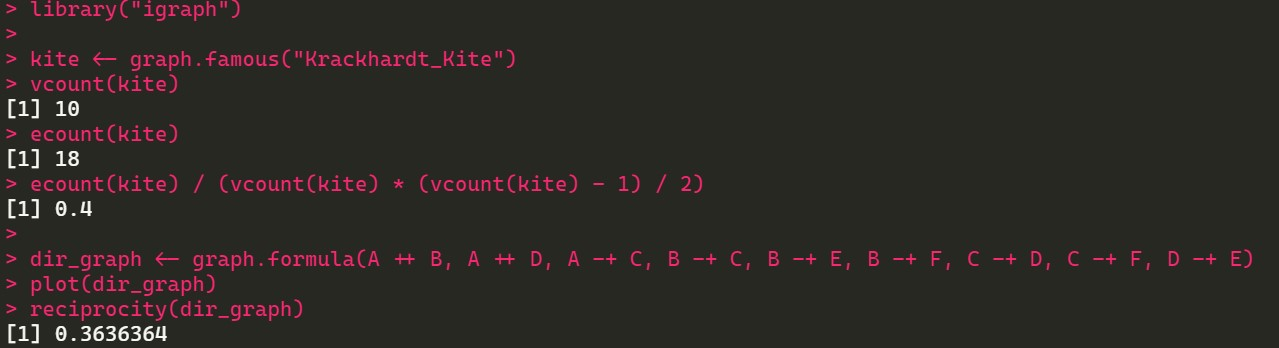 > library("igraph")
>
> kite <- graph.famous("Krackhardt_Kite")
> vcount(kite)
[1] 10
> ecount(kite)
[1] 18
> ecount(kite) / (vcount(kite) * (vcount(kite) - 1) / 2)
[1] 0.4
>
> dir_graph <- graph.formula(A ++ B, A ++ D, A -+ C, B -+ C, B -+ E, B -+ F, C -+ D, C -+ F, D -+ E)
> plot(dir_graph)
> reciprocity(dir_graph)
[1] 0.3636364